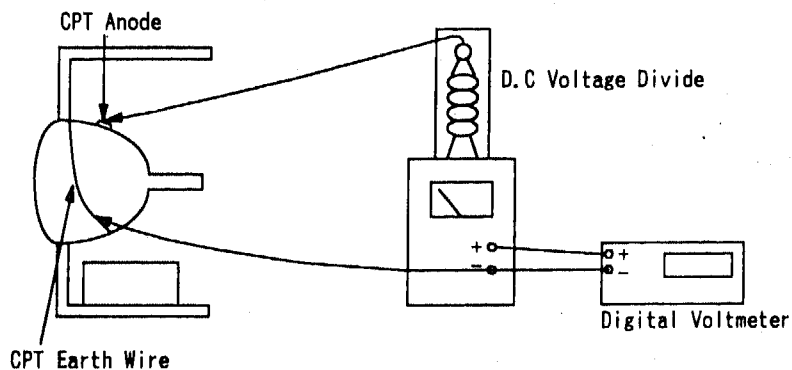 CPT Anode
D.C Voltage Divide
+
+
−
−
Digital Voltmeter
CPT Earth Wire